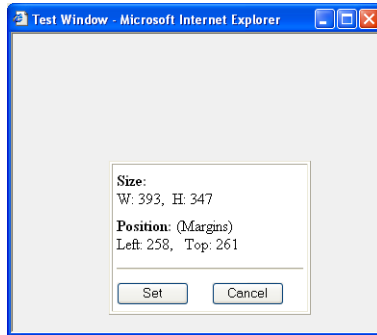 Test Window - Microsoft Internet Explorer
Size:
W: 393, H: 347
Position: (Margins)
Left: 258, Top: 261
Set Cancel